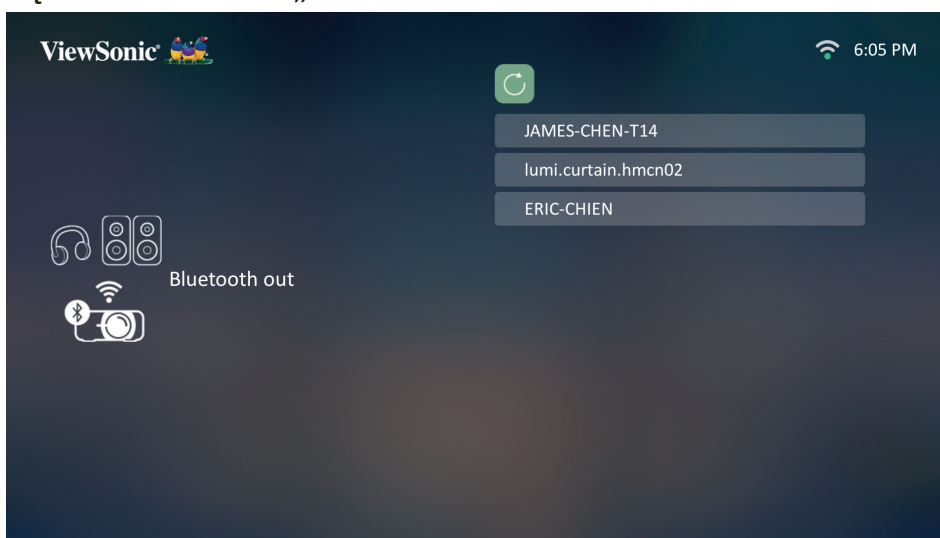 ViewSonic
6:05 PM
JAMES-CHEN-T14
lumi.curtain.hmcn02
ERIC-CHIEN
Bluetooth out